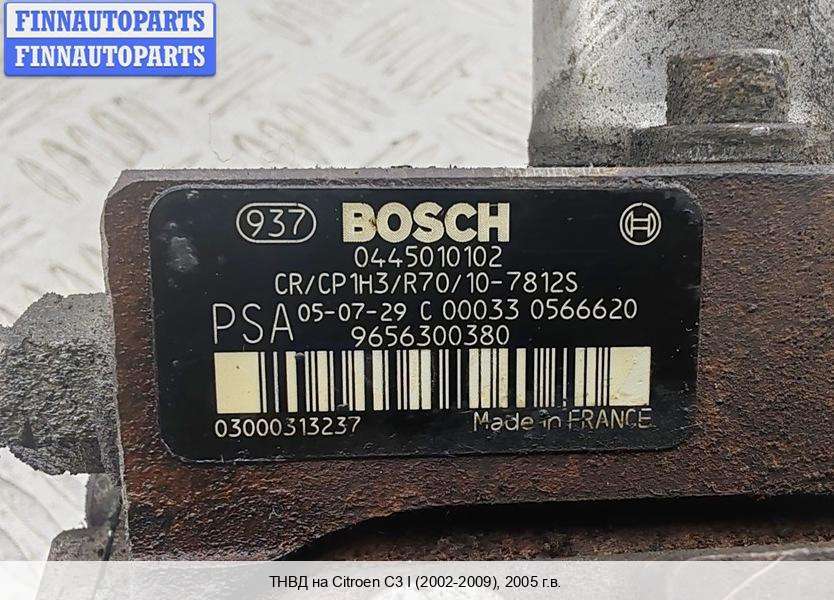 FINNAUTOPARTS
FINNAUTOPARTS
937 BOSCH
0445010102
CR/CP1H3/R70/10-7812S
PSA 05-07-29 C 00033 0566620
9656300380
03000313237 Made in FRANCE
ТНВД на Citroen C3 I (2002-2009), 2005 г.в.